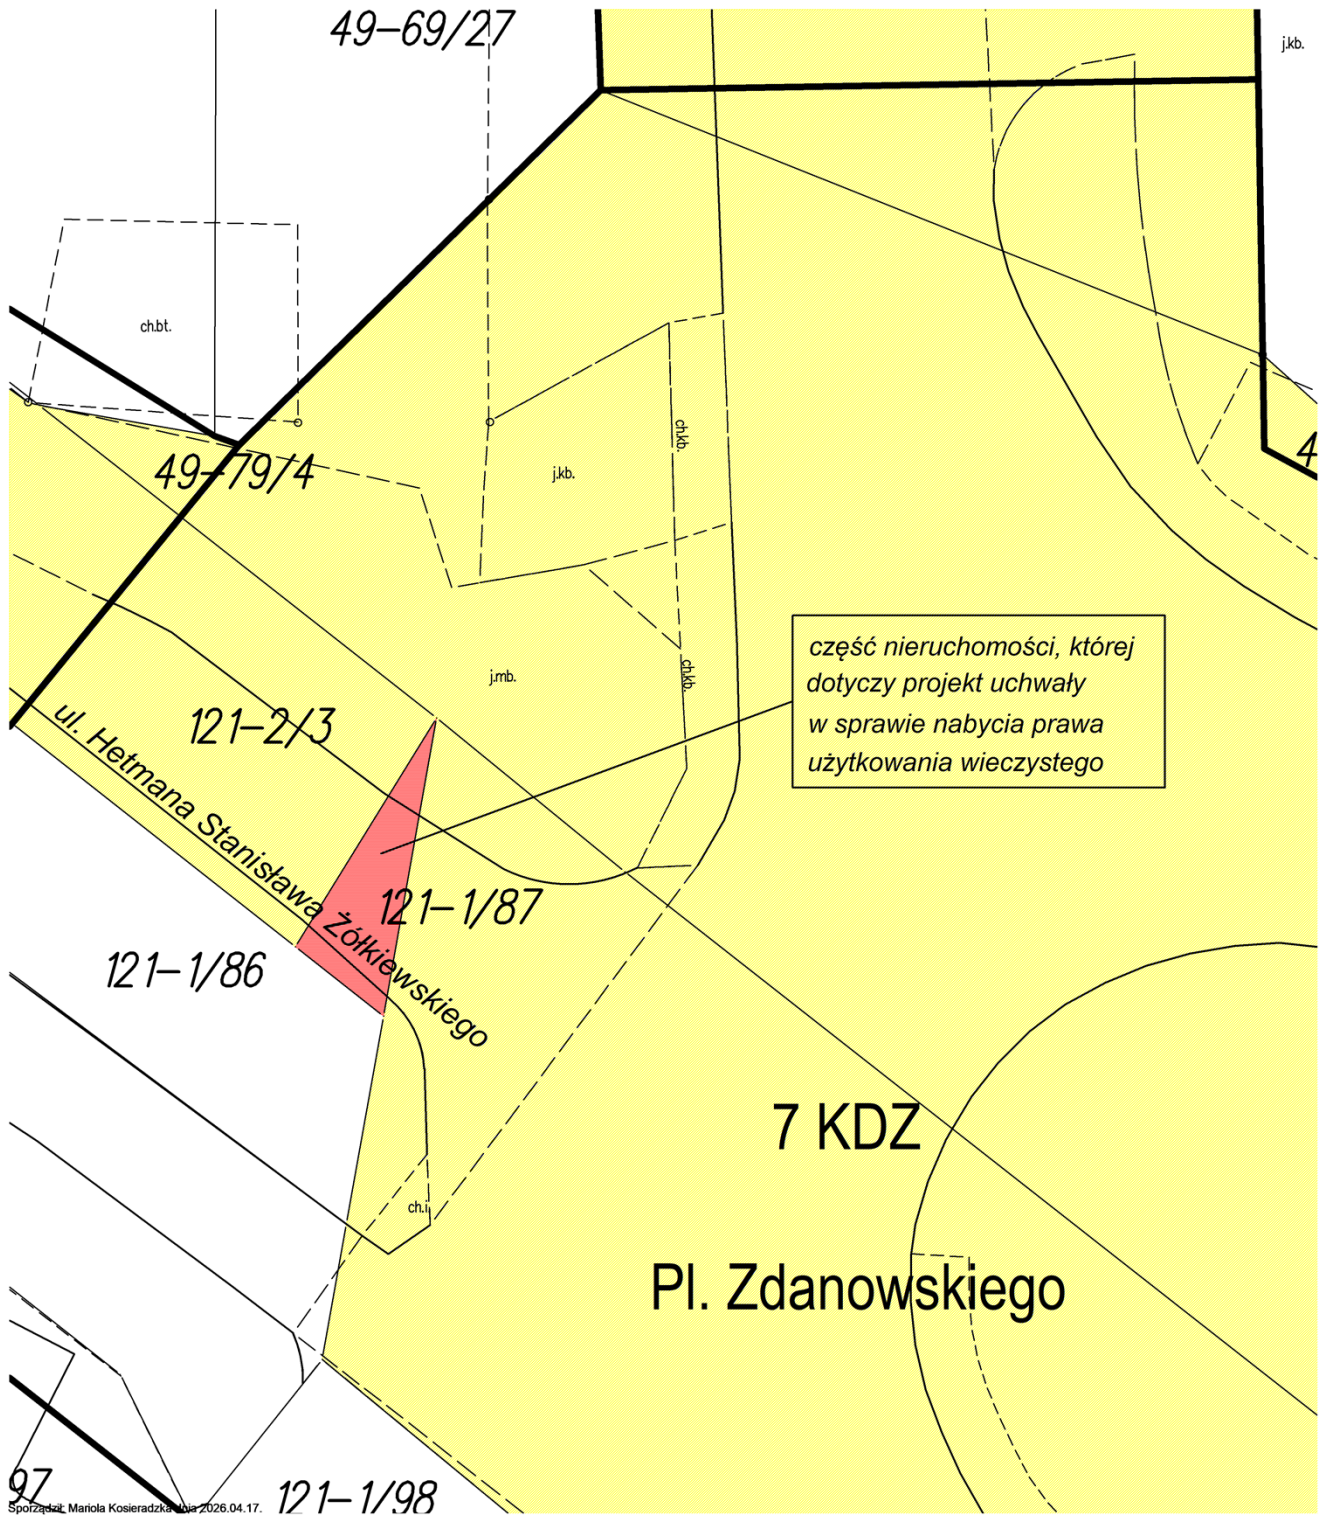 49-69/27
j.kb.
ch.bt.
ch.kb.
4
49-79/4
j.kb.
część nieruchomości, której
dotyczy projekt uchwały
w sprawie nabycia prawa
użytkowania wieczystego
j.mb.
ch.kb.
121-2/3
ul. Hetmana Stanisława Żółkiewskiego
121-1/87
121-1/86
7 KDZ
ch.i.
Pl. Zdanowskiego
97
121-1/98
Sporządził: Mariola Kosieradzka dnia 2026.04.17.